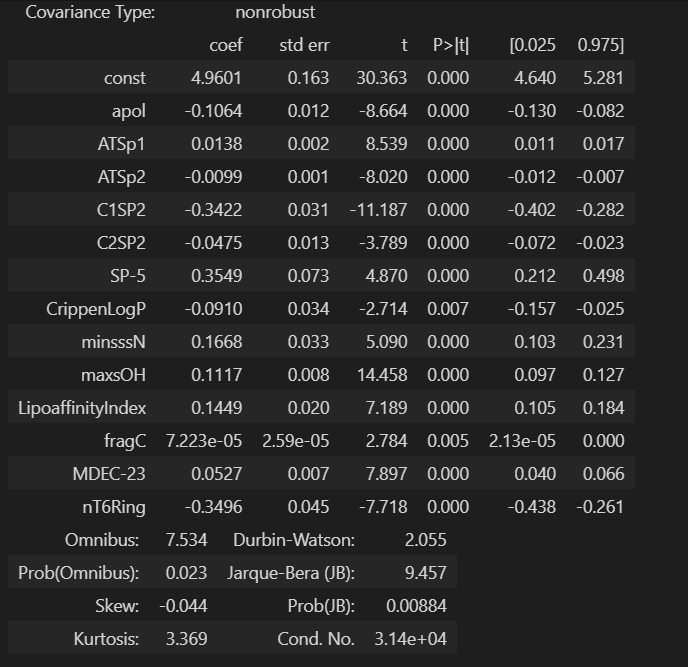 Covariance Type: nonrobust
coef std err t P>|t| [0.025 0.975]
const 4.9601 0.163 30.363 0.000 4.640 5.281
apol -0.1064 0.012 -8.664 0.000 -0.130 -0.082
ATSp1 0.0138 0.002 8.539 0.000 0.011 0.017
ATSp2 -0.0099 0.001 -8.020 0.000 -0.012 -0.007
C1SP2 -0.3422 0.031 -11.187 0.000 -0.402 -0.282
C2SP2 -0.0475 0.013 -3.789 0.000 -0.072 -0.023
SP-5 0.3549 0.073 4.870 0.000 0.212 0.498
CrippenLogP -0.0910 0.034 -2.714 0.007 -0.157 -0.025
minsssN 0.1668 0.033 5.090 0.000 0.103 0.231
maxsOH 0.1117 0.008 14.458 0.000 0.097 0.127
LipoaffinityIndex 0.1449 0.020 7.189 0.000 0.105 0.184
fragC 7.223e-05 2.59e-05 2.784 0.005 2.13e-05 0.000
MDEC-23 0.0527 0.007 7.897 0.000 0.040 0.066
nT6Ring -0.3496 0.045 -7.718 0.000 -0.438 -0.261
Omnibus: 7.534 Durbin-Watson: 2.055
Prob(Omnibus): 0.023 Jarque-Bera (JB): 9.457
Skew: -0.044 Prob(JB): 0.00884
Kurtosis: 3.369 Cond. No. 3.14e+04